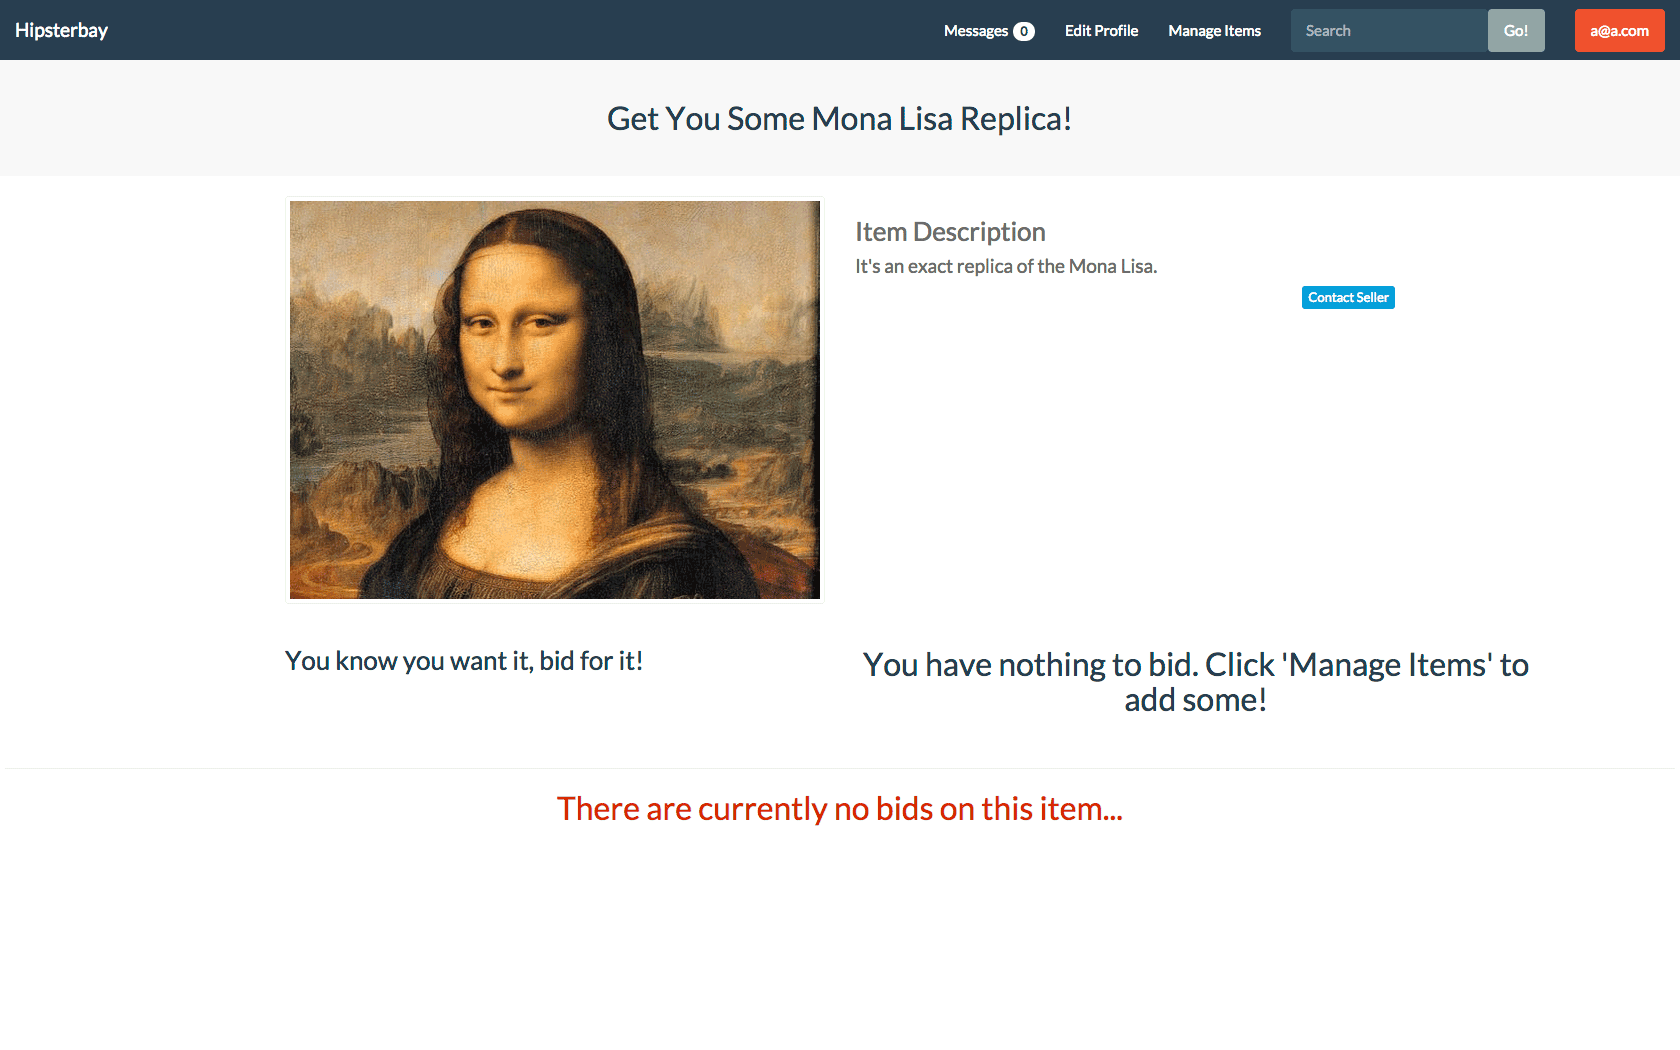 Hipsterbay
Messages 0
Edit Profile
Manage Items
Search
Go!
a@a.com
Get You Some Mona Lisa Replica!
Item Description
It's an exact replica of the Mona Lisa.
Contact Seller
You know you want it, bid for it!
You have nothing to bid. Click 'Manage Items' to
add some!
There are currently no bids on this item...